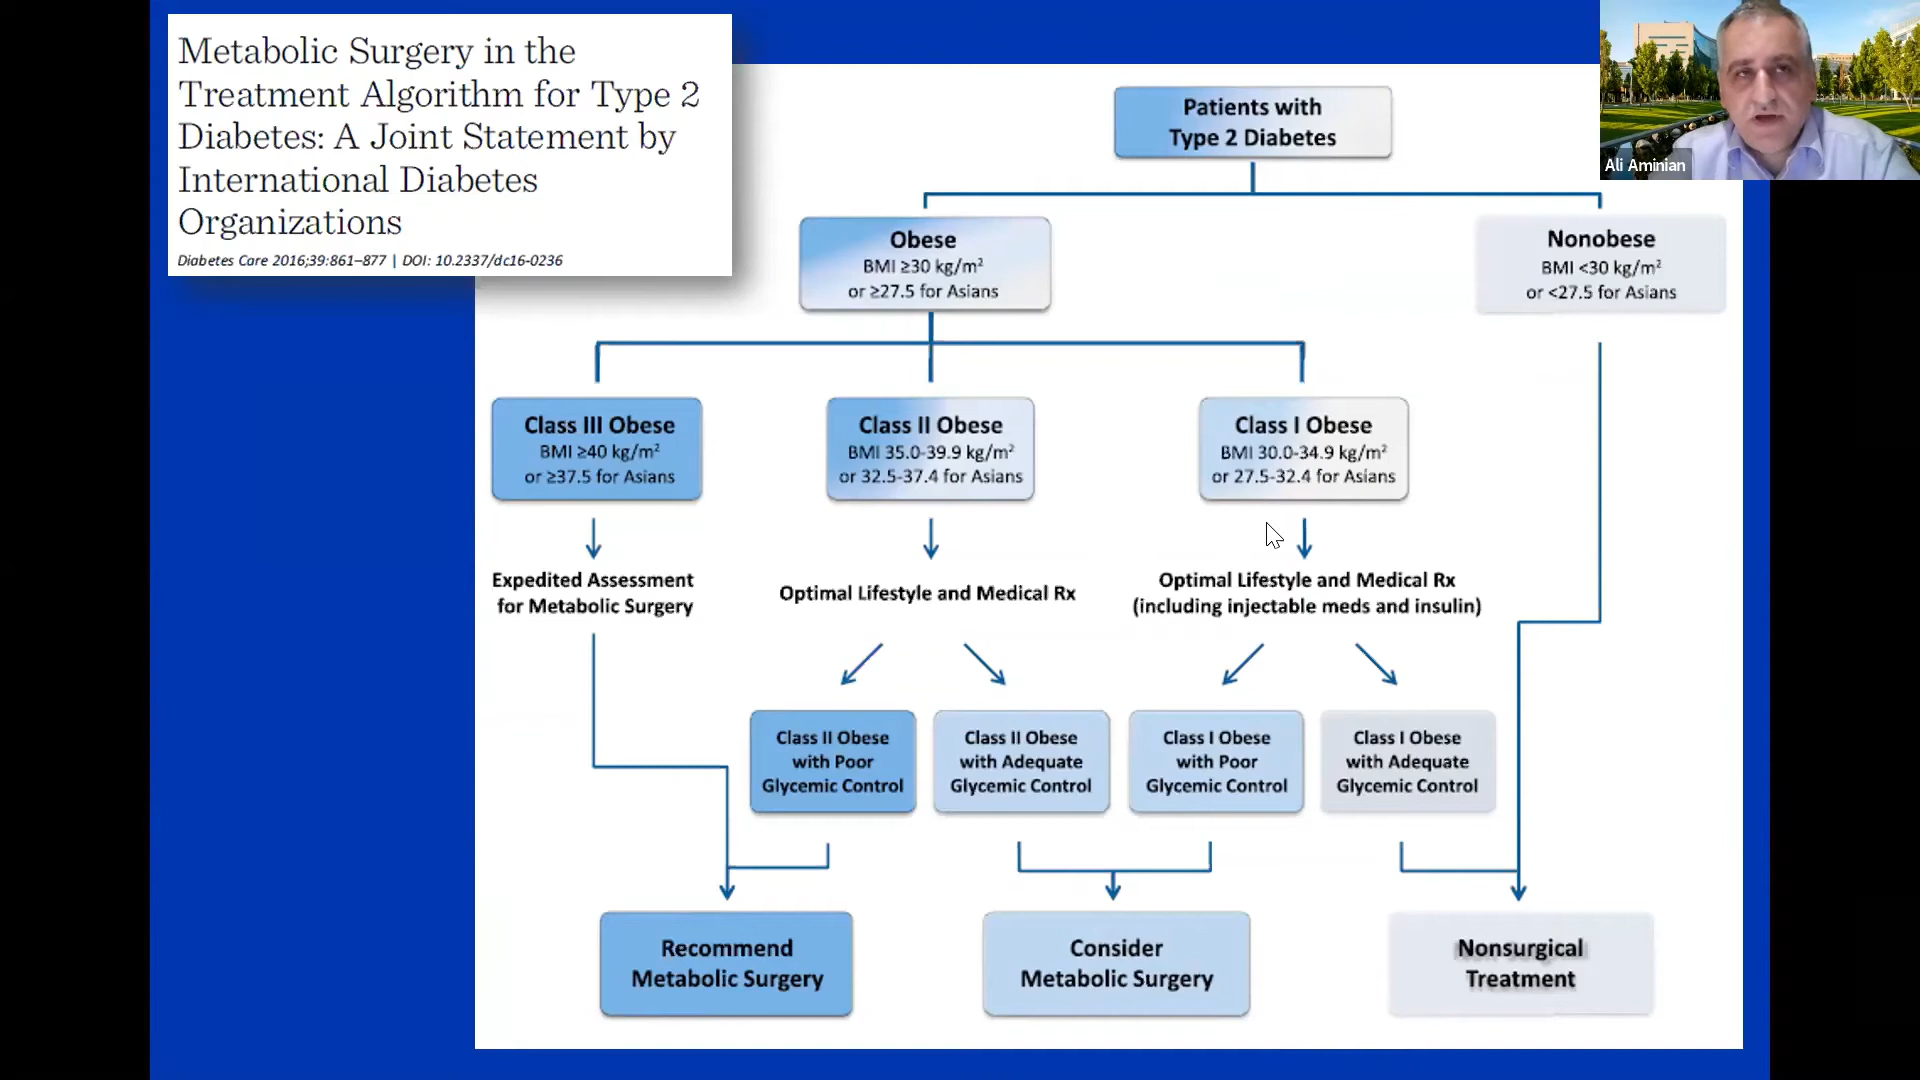 Metabolic Surgery in the
Treatment Algorithm for Type 2
Diabetes: A Joint Statement by
International Diabetes
Organizations
Diabetes Care 2016;39:861–877 | DOI: 10.2337/dc16-0236
Ali Aminian
Patients with
Type 2 Diabetes
Obese
BMI ≥30 kg/m²
or ≥27.5 for Asians
Nonobese
BMI <30 kg/m²
or <27.5 for Asians
Class III Obese
BMI ≥40 kg/m²
or ≥37.5 for Asians
Class II Obese
BMI 35.0-39.9 kg/m²
or 32.5-37.4 for Asians
Class I Obese
BMI 30.0-34.9 kg/m²
or 27.5-32.4 for Asians
Expedited Assessment
for Metabolic Surgery
Optimal Lifestyle and Medical Rx
Optimal Lifestyle and Medical Rx
(including injectable meds and insulin)
Class II Obese
with Poor
Glycemic Control
Class II Obese
with Adequate
Glycemic Control
Class I Obese
with Poor
Glycemic Control
Class I Obese
with Adequate
Glycemic Control
Recommend
Metabolic Surgery
Consider
Metabolic Surgery
Nonsurgical
Treatment